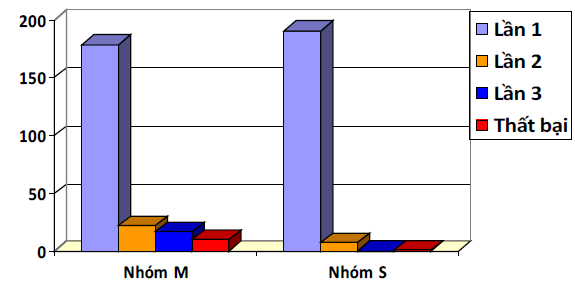 200
150
100
50
0
Nhóm M
Nhóm S
Lần 1
Lần 2
Lần 3
Thất bại